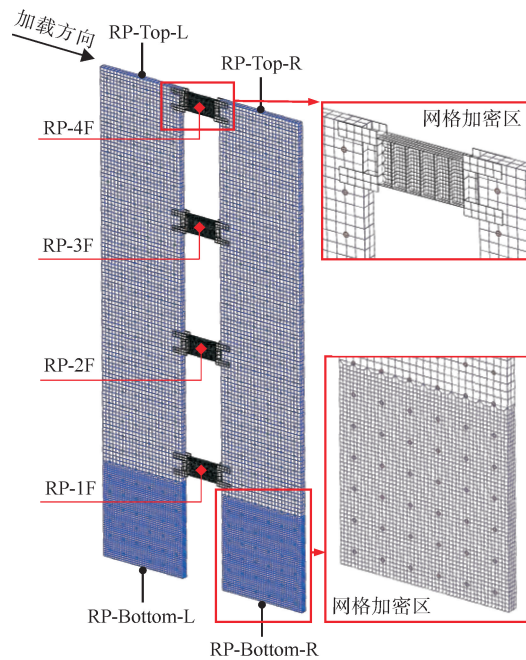 加载方向
RP-Top-L
RP-Top-R
RP-4F
网格加密区
RP-3F
RP-2F
RP-1F
RP-Bottom-L
RP-Bottom-R
网格加密区